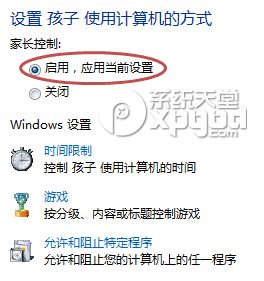 设置 孩子 使用计算机的方式
家长控制:
启用，应用当前设置
关闭
系统天堂
xpgod
Windows 设置
时间限制
控制 孩子 使用计算机的时间
游戏
按分级、内容或标题控制游戏
允许和阻止特定程序
允许和阻止您的计算机上的任一程序